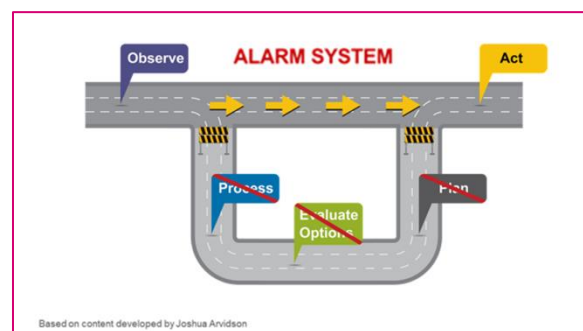 ALARM SYSTEM
Observe
Act
Process
Evaluate
Options
Plan
Based on content developed by Joshua Arvidson